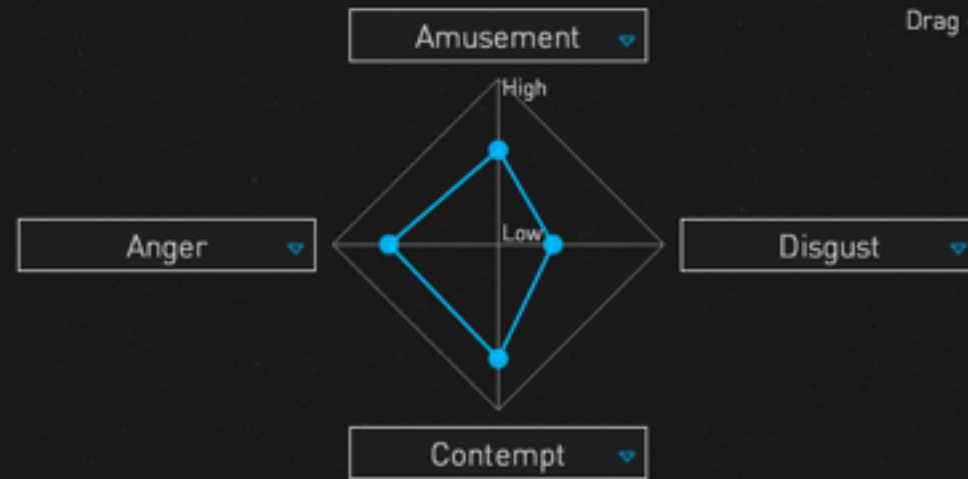 Drag
Amusement
High
Low
Anger
Disgust
Contempt